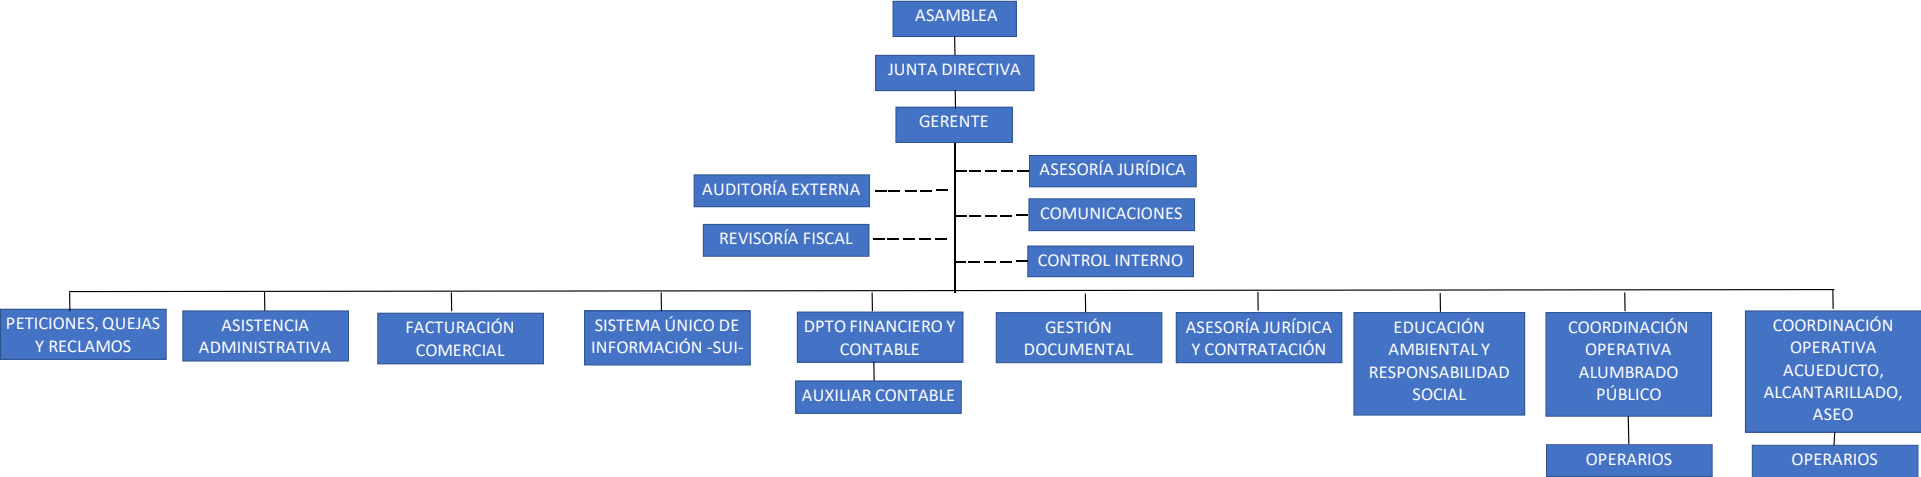 ASAMBLEA
JUNTA DIRECTIVA
GERENTE
ASESORÍA JURÍDICA
AUDITORÍA EXTERNA
COMUNICACIONES
REVISORÍA FISCAL
CONTROL INTERNO
PETICIONES, QUEJAS
Y RECLAMOS
ASISTENCIA
ADMINISTRATIVA
FACTURACIÓN
COMERCIAL
SISTEMA ÚNICO DE
INFORMACIÓN -SUI-
DPTO FINANCIERO Y
CONTABLE
AUXILIAR CONTABLE
GESTIÓN
DOCUMENTAL
ASESORÍA JURÍDICA
Y CONTRATACIÓN
EDUCACIÓN
AMBIENTAL Y
RESPONSABILIDAD
SOCIAL
COORDINACIÓN
OPERATIVA
ALUMBRADO
PÚBLICO
OPERARIOS
COORDINACIÓN
OPERATIVA
ACUEDUCTO,
ALCANTARILLADO,
ASEO
OPERARIOS